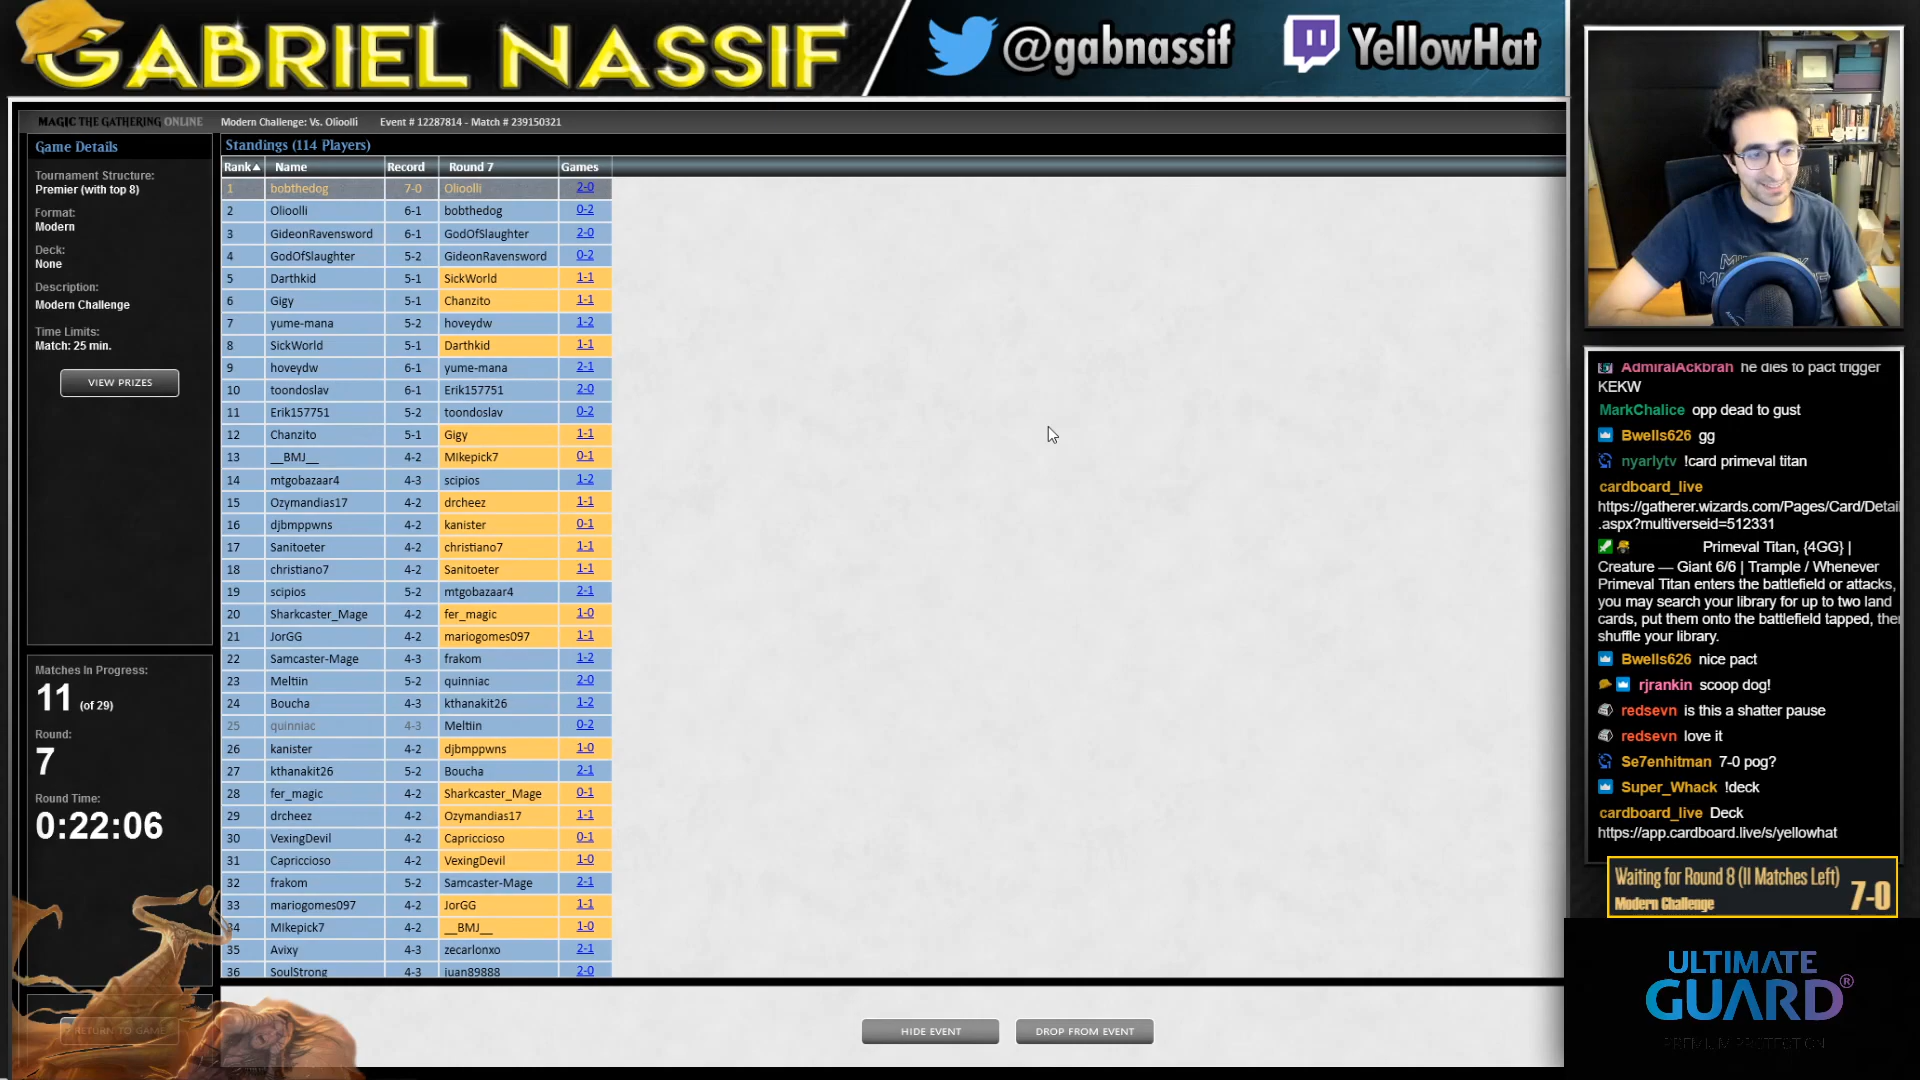 GABRIEL NASSIF
@gabnassif
YellowHat
MAGIC THE GATHERING ONLINE
Modern Challenge: Vs. Olioolli Event # 12287814 - Match # 239150321
Game Details
Tournament Structure:
Premier (with top 8)
Format:
Modern
Deck:
None
Description:
Modern Challenge
Time Limits:
Match: 25 min.
VIEW PRIZES
Matches In Progress:
11 (of 29)
Round:
7
Round Time:
0:22:06
RETURN TO GAME
Standings (114 Players)
Rank Name Record Round 7 Games
1 bobthedog 7-0 Olioolli 2-0
2 Olioolli 6-1 bobthedog 0-2
3 GideonRavensword 6-1 GodOfSlaughter 2-0
4 GodOfSlaughter 5-2 GideonRavensword 0-2
5 Darthkid 5-1 SickWorld 1-1
6 Gigy 5-1 Chanzito 1-1
7 yume-mana 5-2 hoveydw 1-2
8 SickWorld 5-1 Darthkid 1-1
9 hoveydw 6-1 yume-mana 2-1
10 toondoslav 6-1 Erik157751 2-0
11 Erik157751 5-2 toondoslav 0-2
12 Chanzito 5-1 Gigy 1-1
13 __BMJ__ 4-2 MIkepick7 0-1
14 mtgobazaar4 4-3 scipios 1-2
15 Ozymandias17 4-2 drcheez 1-1
16 djbmppwns 4-2 kanister 0-1
17 Sanitoeter 4-2 christiano7 1-1
18 christiano7 4-2 Sanitoeter 1-1
19 scipios 5-2 mtgobazaar4 2-1
20 Sharkcaster_Mage 4-2 fer_magic 1-0
21 JorGG 4-2 mariogomes097 1-1
22 Samcaster-Mage 4-3 frakom 1-2
23 Meltiin 5-2 quinniac 2-0
24 Boucha 4-3 kthanakit26 1-2
25 quinniac 4-3 Meltiin 0-2
26 kanister 4-2 djbmppwns 1-0
27 kthanakit26 5-2 Boucha 2-1
28 fer_magic 4-2 Sharkcaster_Mage 0-1
29 drcheez 4-2 Ozymandias17 1-1
30 VexingDevil 4-2 Capriccioso 0-1
31 Capriccioso 4-2 VexingDevil 1-0
32 frakom 5-2 Samcaster-Mage 2-1
33 mariogomes097 4-2 JorGG 1-1
34 MIkepick7 4-2 __BMJ__ 1-0
35 Avixy 4-3 zecarlonxo 2-1
36 SoulStrong 4-3 juan89888 2-0
HIDE EVENT
DROP FROM EVENT
AdmiralAckbrah he dies to pact trigger
KEKW
MarkChalice opp dead to gust
Bwells626 gg
nyarlytv !card primeval titan
cardboard_live
https://gatherer.wizards.com/Pages/Card/Detail
.aspx?multiverseid=512331
Primeval Titan, {4GG} |
Creature — Giant 6/6 | Trample / Whenever
Primeval Titan enters the battlefield or attacks,
you may search your library for up to two land
cards, put them onto the battlefield tapped, then
shuffle your library.
Bwells626 nice pact
rjrankin scoop dog!
redsevn is this a shatter pause
redsevn love it
Se7enhitman 7-0 pog?
Super_Whack !deck
cardboard_live Deck
https://app.cardboard.live/s/yellowhat
Waiting for Round 8 (11 Matches Left)
Modern Challenge
7-0
ULTIMATE
GUARD®
PREMIUM PROTECTION